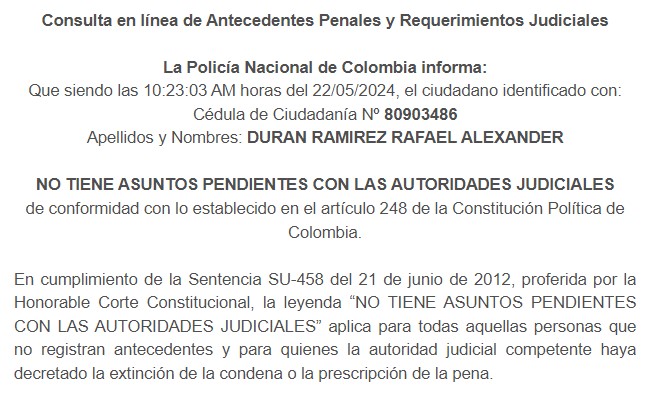 Consulta en línea de Antecedentes Penales y Requerimientos Judiciales
La Policía Nacional de Colombia informa:
Que siendo las 10:23:03 AM horas del 22/05/2024, el ciudadano identificado con:
Cédula de Ciudadanía Nº 80903486
Apellidos y Nombres: DURAN RAMIREZ RAFAEL ALEXANDER
NO TIENE ASUNTOS PENDIENTES CON LAS AUTORIDADES JUDICIALES
de conformidad con lo establecido en el artículo 248 de la Constitución Política de
Colombia.
En cumplimiento de la Sentencia SU-458 del 21 de junio de 2012, proferida por la
Honorable Corte Constitucional, la leyenda “NO TIENE ASUNTOS PENDIENTES
CON LAS AUTORIDADES JUDICIALES” aplica para todas aquellas personas que
no registran antecedentes y para quienes la autoridad judicial competente haya
decretado la extinción de la condena o la prescripción de la pena.